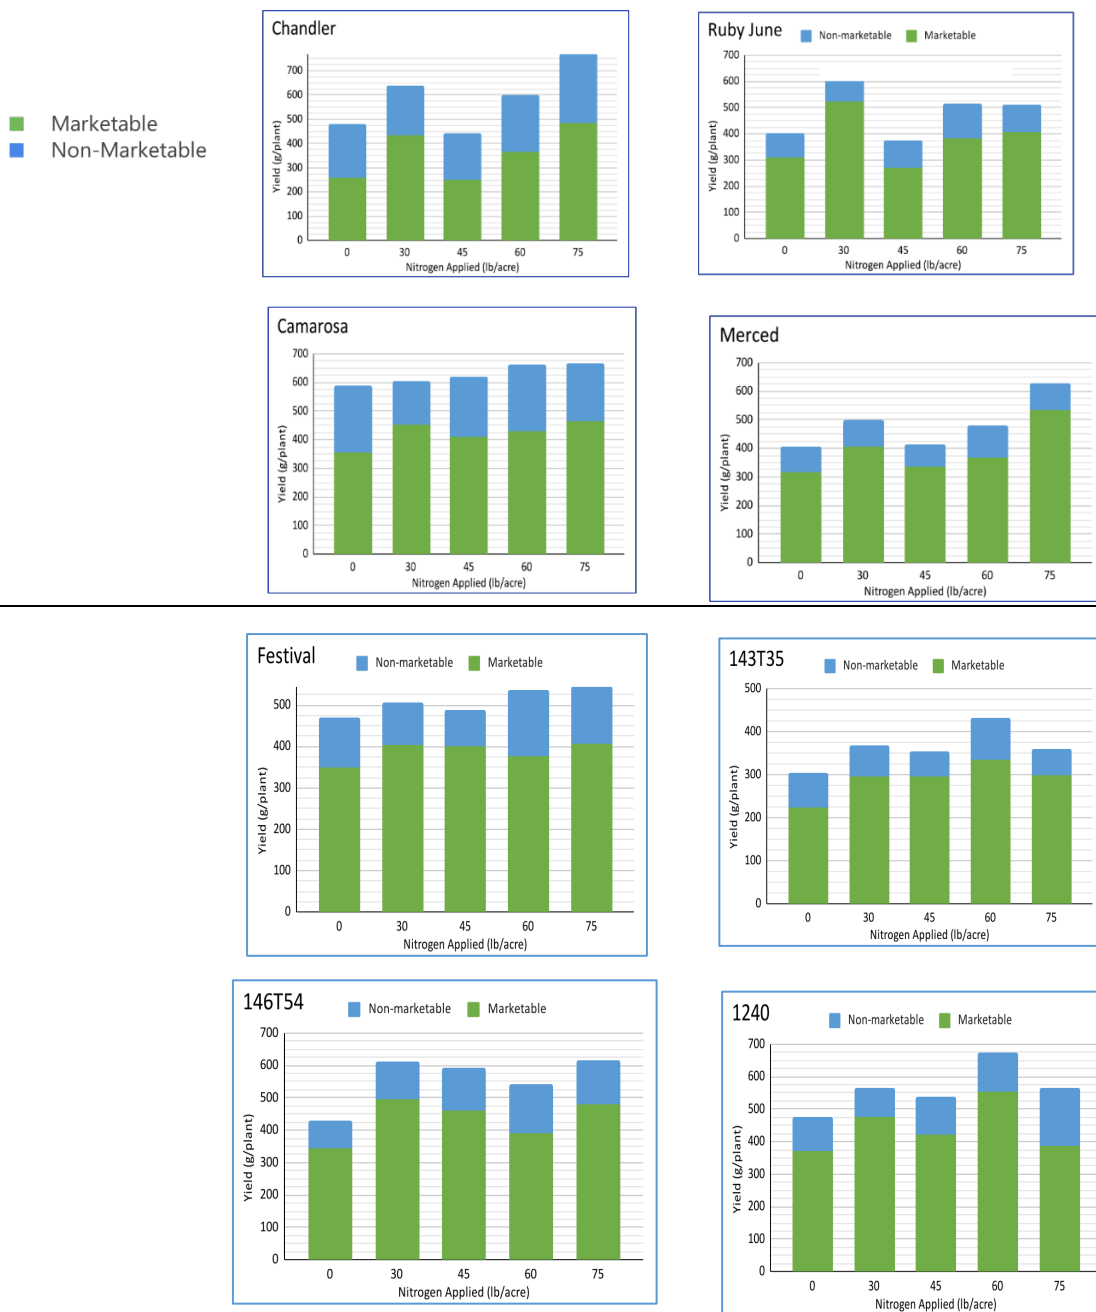 Marketable
Non-Marketable
Chandler
700
600
500
400
300
200
100
0
Yield (g/plant)
0 30 45 60 75
Nitrogen Applied (lb/acre)
Ruby June Non-marketable Marketable
700
600
500
400
300
200
100
0
Yield (g/plant)
0 30 45 60 75
Nitrogen Applied (lb/acre)
Camarosa
700
600
500
400
300
200
100
0
Yield (g/plant)
0 30 45 60 75
Nitrogen Applied (lb/acre)
Merced
700
600
500
400
300
200
100
0
Yield (g/plant)
0 30 45 60 75
Nitrogen Applied (lb/acre)
Festival Non-marketable Marketable
500
400
300
200
100
0
Yield (g/plant)
0 30 45 60 75
Nitrogen Applied (lb/acre)
143T35 Non-marketable Marketable
500
400
300
200
100
0
Yield (g/plant)
0 30 45 60 75
Nitrogen Applied (lb/acre)
146T54 Non-marketable Marketable
700
600
500
400
300
200
100
0
Yield (g/plant)
0 30 45 60 75
Nitrogen Applied (lb/acre)
1240 Non-marketable Marketable
700
600
500
400
300
200
100
0
Yield (g/plant)
0 30 45 60 75
Nitrogen Applied (lb/acre)